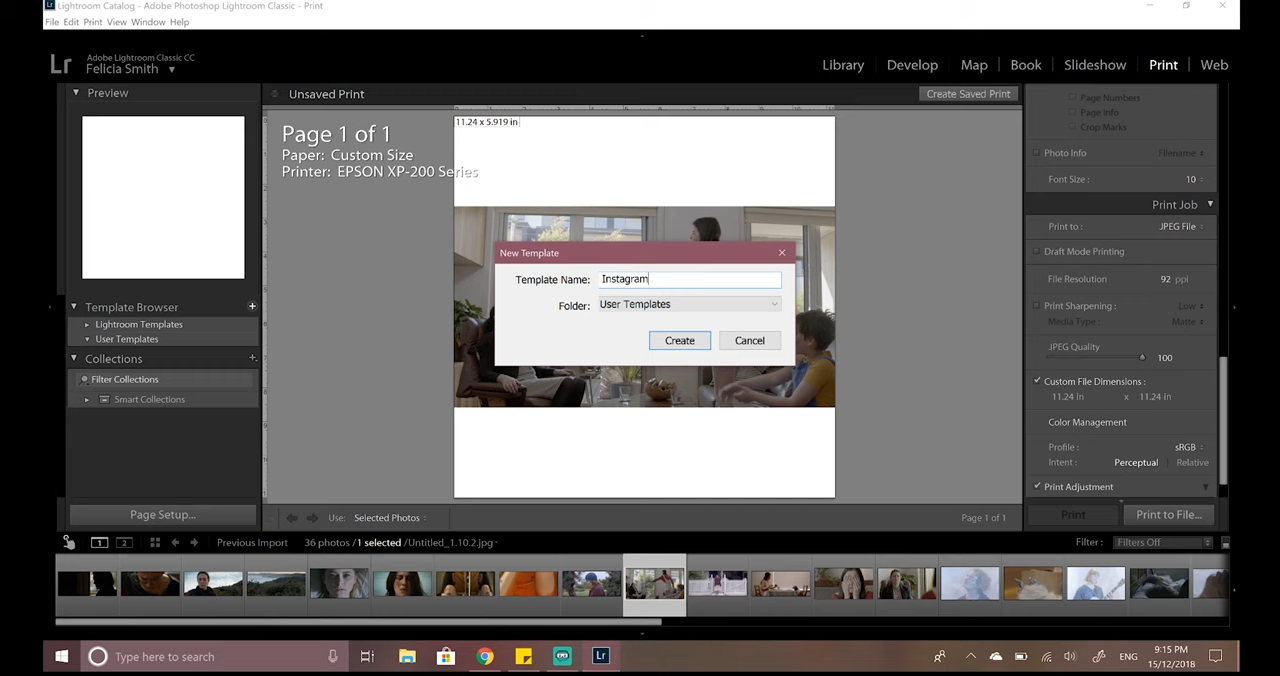 Lightroom Catalog - Adobe Photoshop Lightroom Classic - Print
File Edit Print View Window Help
Lr
Adobe Lightroom Classic CC
Felicia Smith
Library Develop Map Book Slideshow Print Web
Preview
Template Browser
Lightroom Templates
User Templates
Collections
Filter Collections
Smart Collections
Page Setup...
Unsaved Print
Create Saved Print
11.24 x 5.919 in
Page 1 of 1
Paper: Custom Size
Printer: EPSON XP-200 Series
New Template
Template Name: Instagram
Folder: User Templates
Create Cancel
Use: Selected Photos
Page 1 of 1
Page Numbers
Page Info
Crop Marks
Photo Info Filename
Font Size : 10
Print Job
Print to : JPEG File
Draft Mode Printing
File Resolution 92 ppi
Print Sharpening : Low
Media Type : Matte
JPEG Quality
100
Custom File Dimensions :
11.24 in x 11.24 in
Color Management
Profile : sRGB
Intent : Perceptual Relative
Print Adjustment
Print Print to File...
1 2 Previous Import 36 photos / 1 selected / Untitled_1.10.2.jpg
Filter : Filters Off
Type here to search
Lr
ENG
9:15 PM
15/12/2018